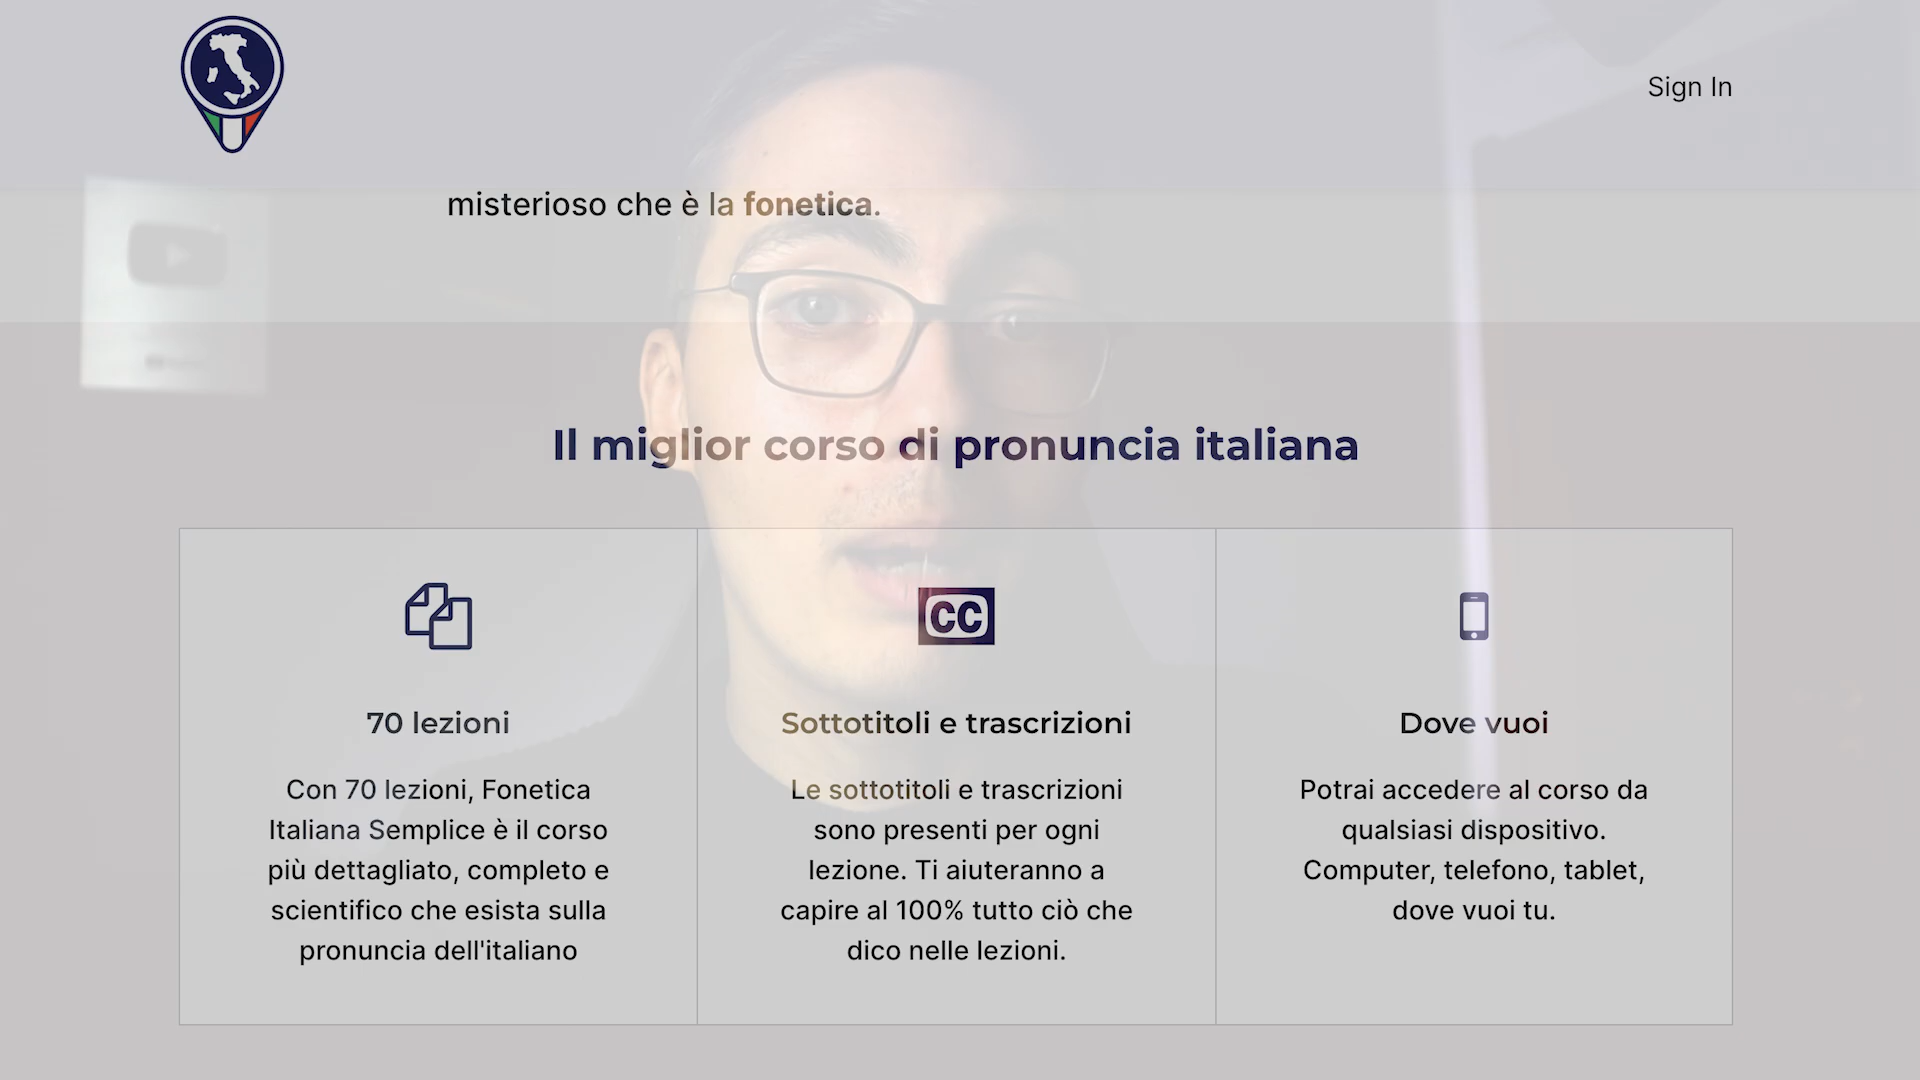 Sign In
misterioso che è la fonetica.
Il miglior corso di pronuncia italiana
CC
70 lezioni
Con 70 lezioni, Fonetica
Italiana Semplice è il corso
più dettagliato, completo e
scientifico che esista sulla
pronuncia dell'italiano
Sottotitoli e trascrizioni
Le sottotitoli e trascrizioni
sono presenti per ogni
lezione. Ti aiuteranno a
capire al 100% tutto ciò che
dico nelle lezioni.
Dove vuoi
Potrai accedere al corso da
qualsiasi dispositivo.
Computer, telefono, tablet,
dove vuoi tu.